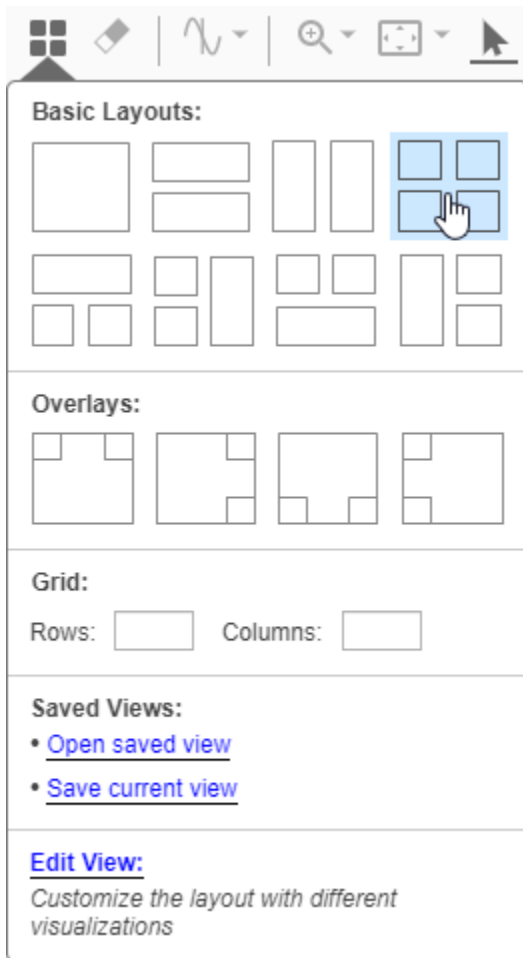 Basic Layouts:
Overlays:
Grid:
Rows:
Columns:
Saved Views:
• Open saved view
• Save current view
Edit View:
Customize the layout with different
visualizations